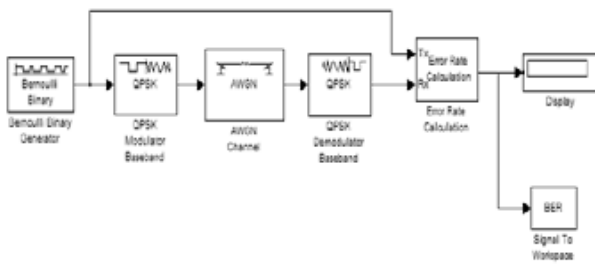 Bernoulli
Binary
Bernoulli Binary
Generator
QPSK
QPSK
Modulator
Baseband
AWGN
AWGN
Channel
QPSK
QPSK
Demodulator
Baseband
Tx
Rx
Error Rate
Calculation
Error Rate
Calculation
Display
BER
Signal To
Workspace